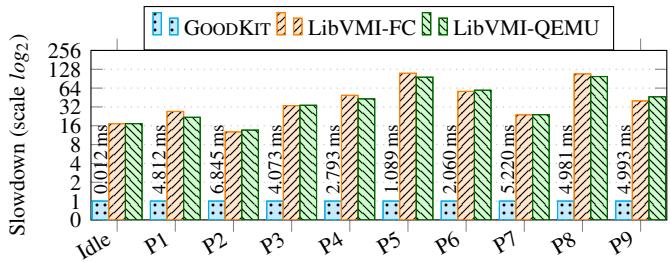 GOODKIT LibVMI-FC LibVMI-QEMU
Slowdown (scale log₂)
256
128
64
32
16
8
4
2
1
0
0.012 ms
4.812 ms
6.845 ms
4.073 ms
2.793 ms
1.089 ms
2.060 ms
5.220 ms
4.981 ms
4.993 ms
Idle P1 P2 P3 P4 P5 P6 P7 P8 P9